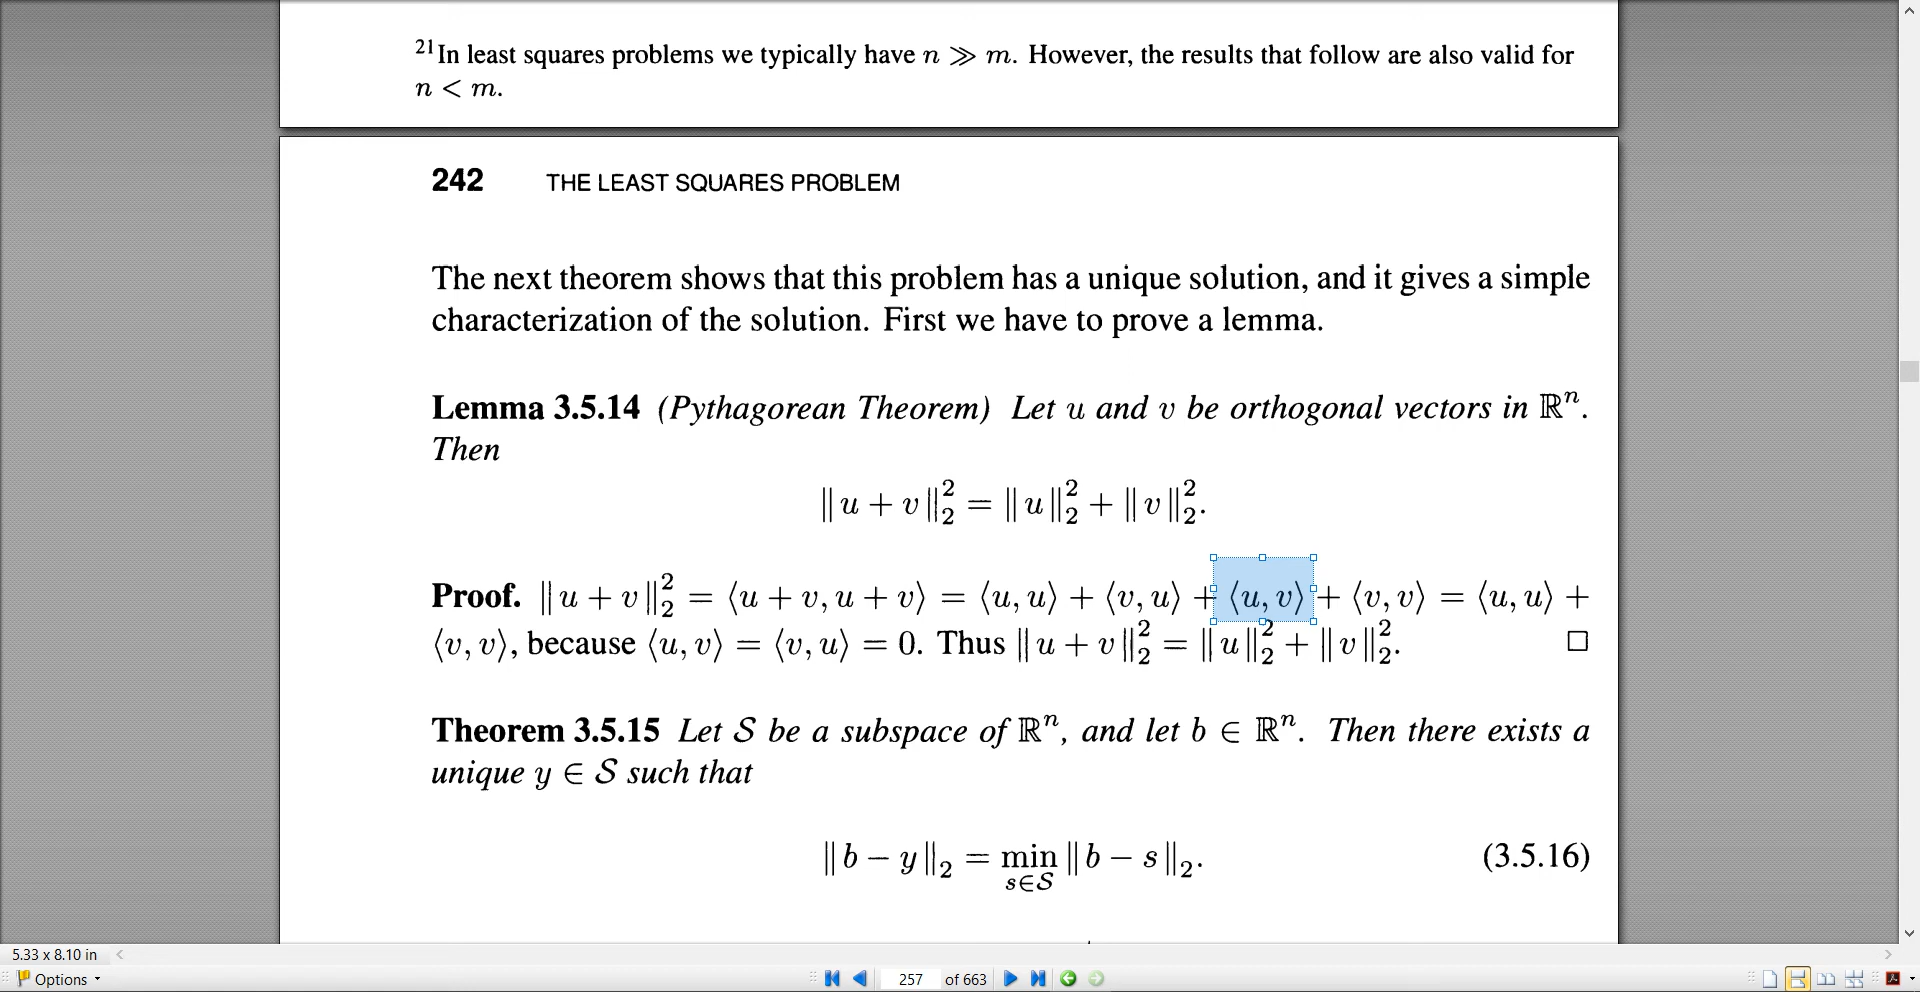 ²¹In least squares problems we typically have n ≫ m. However, the results that follow are also valid for
n < m.
242 THE LEAST SQUARES PROBLEM
The next theorem shows that this problem has a unique solution, and it gives a simple
characterization of the solution. First we have to prove a lemma.
Lemma 3.5.14 (Pythagorean Theorem) Let u and v be orthogonal vectors in ℝⁿ.
Then
‖u + v‖₂² = ‖u‖₂² + ‖v‖₂².
Proof. ‖u + v‖₂² = ⟨u + v, u + v⟩ = ⟨u, u⟩ + ⟨v, u⟩ + ⟨u, v⟩ + ⟨v, v⟩ = ⟨u, u⟩ +
⟨v, v⟩, because ⟨u, v⟩ = ⟨v, u⟩ = 0. Thus ‖u + v‖₂² = ‖u‖₂² + ‖v‖₂². □
Theorem 3.5.15 Let 𝒮 be a subspace of ℝⁿ, and let b ∈ ℝⁿ. Then there exists a
unique y ∈ 𝒮 such that
‖b − y‖₂ = min ‖b − s‖₂. (3.5.16)
s∈𝒮
5.33 x 8.10 in
Options 257 of 663